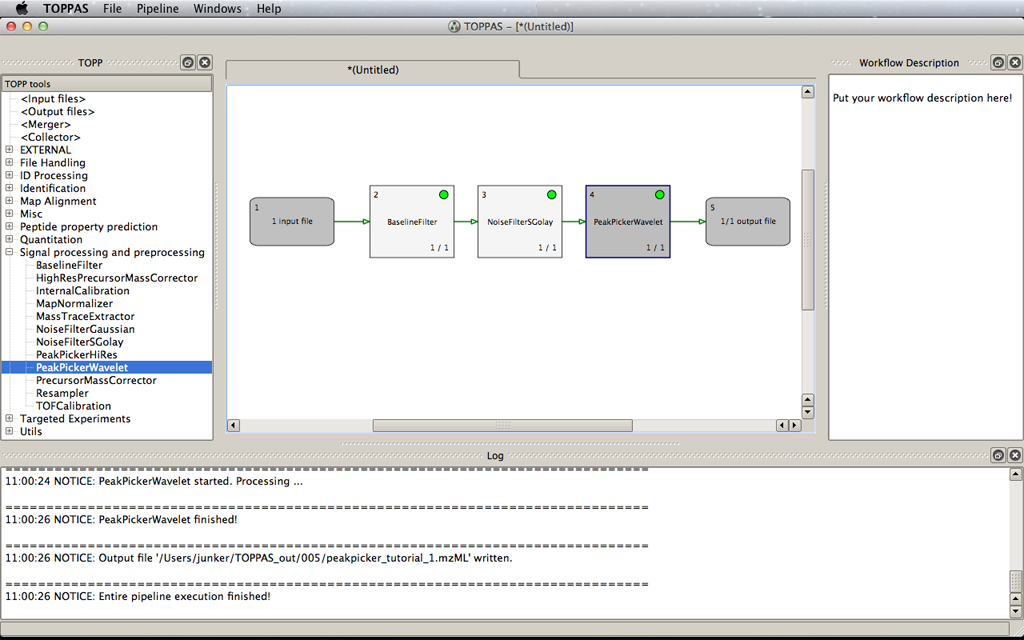 TOPPAS File Pipeline Windows Help
TOPPAS – [*(Untitled)]
TOPP
TOPP tools
<Input files>
<Output files>
<Merger>
<Collector>
EXTERNAL
File Handling
ID Processing
Identification
Map Alignment
Misc
Peptide property prediction
Quantation
Signal processing and preprocessing
BaselineFilter
HighResPrecursorMassCorrector
InternalCalibration
MapNormalizer
MassTraceExtractor
NoiseFilterGaussian
NoiseFilterSGolay
PeakPickerHiRes
PeakPickerWavelet
PrecursorMassCorrector
Resampler
TOFCalibration
Targeted Experiments
Utils
*(Untitled)
1
1 input file
2
BaselineFilter
1 / 1
3
NoiseFilterSGolay
1 / 1
4
PeakPickerWavelet
1 / 1
5
1/1 output file
Workflow Description
Put your workflow description here!
Log
================================================================================
11:00:24 NOTICE: PeakPickerWavelet started. Processing ...
================================================================================
11:00:26 NOTICE: PeakPickerWavelet finished!
================================================================================
11:00:26 NOTICE: Output file '/Users/junker/TOPPAS_out/005/peakpicker_tutorial_1.mzML' written.
================================================================================
11:00:26 NOTICE: Entire pipeline execution finished!